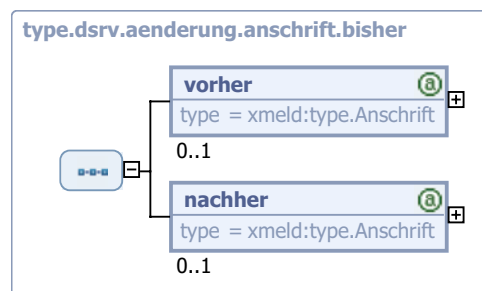 type.dsrv.aenderung.anschrift.bisher
vorher
type = xmeld:type.Anschrift
0..1
nachher
type = xmeld:type.Anschrift
0..1